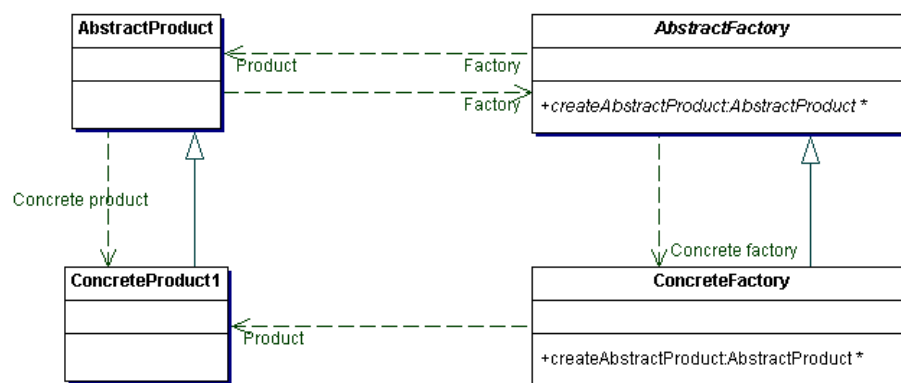 AbstractProduct
AbstractFactory
Product
Factory
Factory
+createAbstractProduct:AbstractProduct *
Concrete product
Concrete factory
ConcreteProduct1
ConcreteFactory
Product
+createAbstractProduct:AbstractProduct *